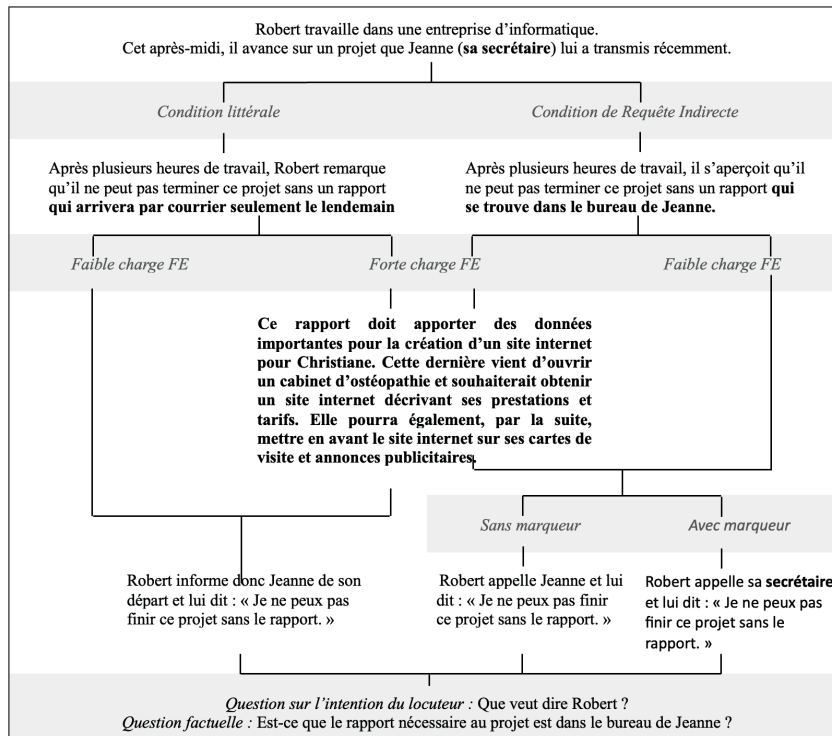 Robert travaille dans une entreprise d’informatique.
Cet après-midi, il avance sur un projet que Jeanne (sa secrétaire) lui a transmis récemment.
Condition littérale
Condition de Requête Indirecte
Après plusieurs heures de travail, Robert remarque
qu’il ne peut pas terminer ce projet sans un rapport
qui arrivera par courrier seulement le lendemain
Après plusieurs heures de travail, il s’aperçoit qu’il
ne peut pas terminer ce projet sans un rapport qui
se trouve dans le bureau de Jeanne.
Faible charge FE
Forte charge FE
Faible charge FE
Ce rapport doit apporter des données
importantes pour la création d’un site internet
pour Christiane. Cette dernière vient d’ouvrir
un cabinet d’ostéopathie et souhaiterait obtenir
un site internet décrivant ses prestations et
tarifs. Elle pourra également, par la suite,
mettre en avant le site internet sur ses cartes de
visite et annonces publicitaires.
Sans marqueur
Avec marqueur
Robert informe donc Jeanne de son
départ et lui dit : « Je ne peux pas
finir ce projet sans le rapport. »
Robert appelle Jeanne et lui
dit : « Je ne peux pas finir
ce projet sans le rapport. »
Robert appelle sa secrétaire
et lui dit : « Je ne peux pas
finir ce projet sans le
rapport. »
Question sur l’intention du locuteur : Que veut dire Robert ?
Question factuelle : Est-ce que le rapport nécessaire au projet est dans le bureau de Jeanne ?